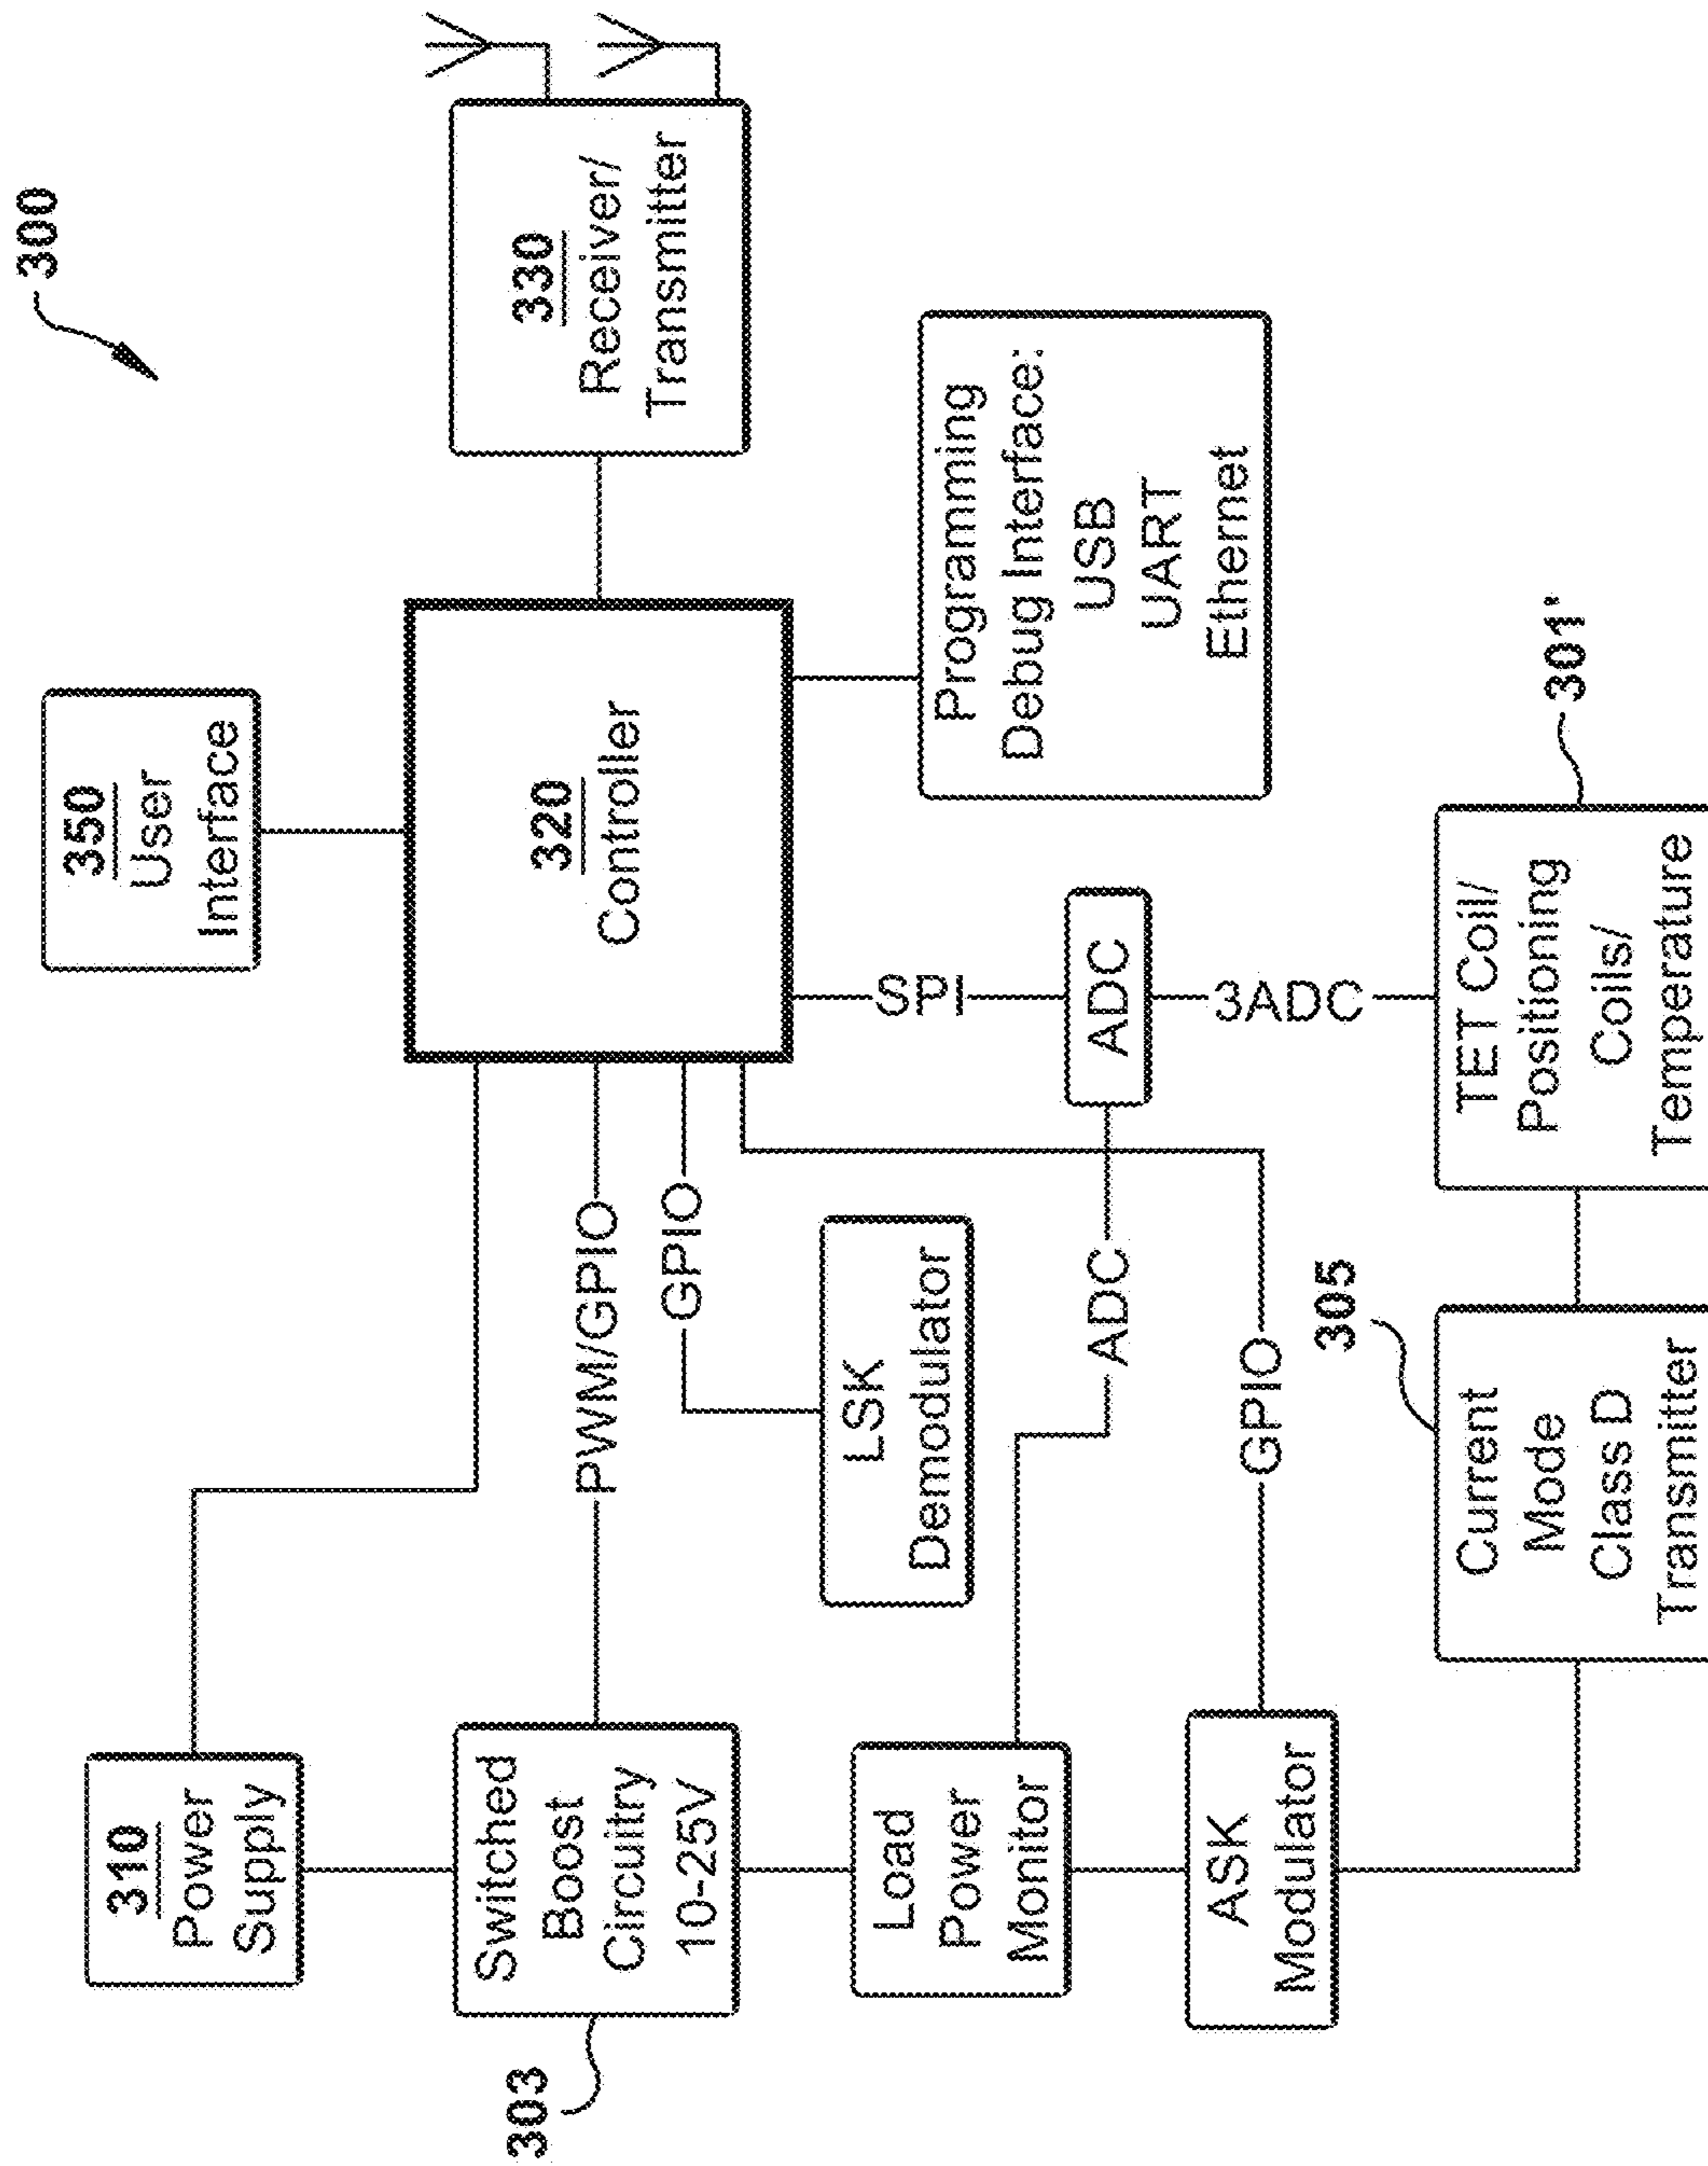 300
350
User
Interface
310
Power
Supply
320
Controller
330
Receiver/
Transmitter
303
Switched
Boost
Circuitry
10-25V
PWM/GPIO
GPIO
LSK
Demodulator
SPI
Programming
Debug Interface:
USB
UART
Ethernet
Load
Power
Monitor
ADC
ADC
ASK
Modulator
GPIO
3ADC
305
Current
Mode
Class D
Transmitter
301'
TET Coil/
Positioning
Coils/
Temperature